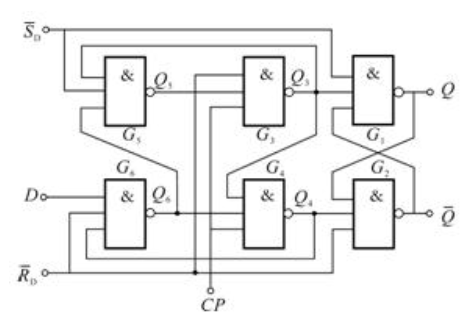 S̅D
& & &
Q5 Q3 Q
G5 G3 G1
G6 G4 G2
D & Q6 & Q4 & Q̅
R̅D
CP